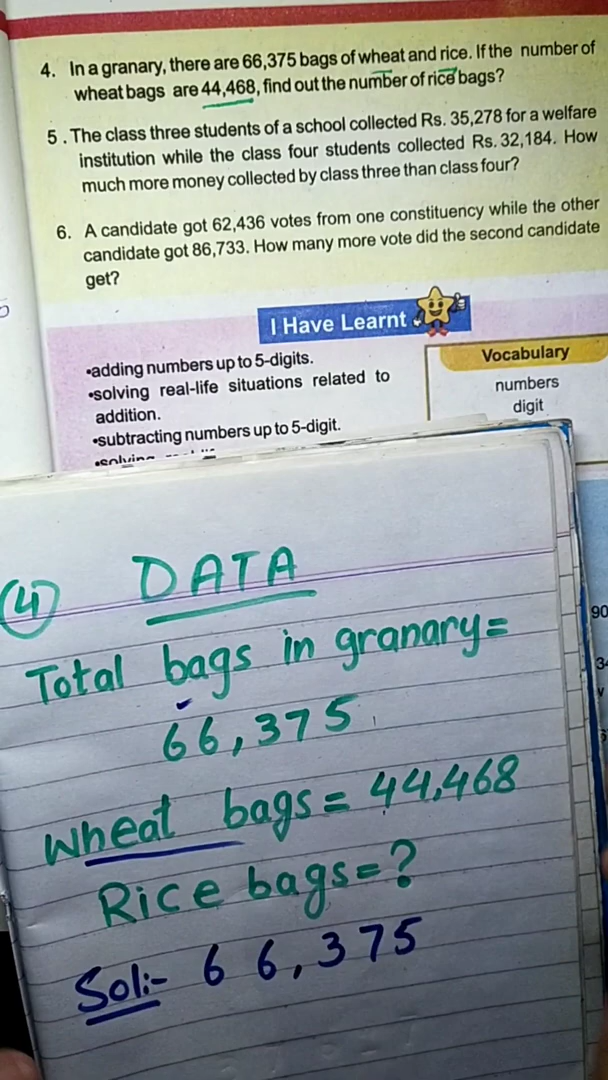 4. In a granary, there are 66,375 bags of wheat and rice. If the number of
wheat bags are 44,468, find out the number of rice bags?
5. The class three students of a school collected Rs. 35,278 for a welfare
institution while the class four students collected Rs. 32,184. How
much more money collected by class three than class four?
6. A candidate got 62,436 votes from one constituency while the other
candidate got 86,733. How many more vote did the second candidate
get?
I Have Learnt
•adding numbers up to 5-digits.
•solving real-life situations related to
addition.
•subtracting numbers up to 5-digit.
•solving
Vocabulary
numbers
digit
90
(4) DATA
Total bags in granary=
66,375
wheat bags= 44,468
Rice bags=?
Sol:- 66,375